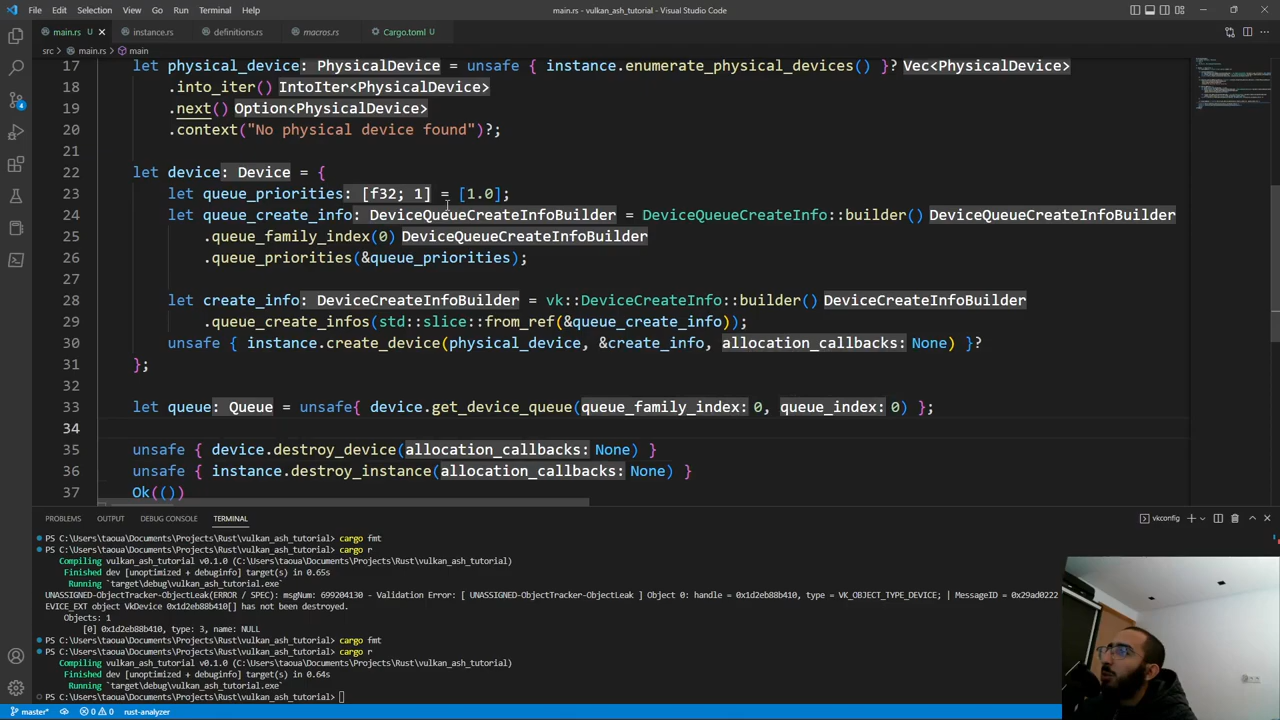 File Edit Selection View Go Run Terminal Help
main.rs - vulkan_ash_tutorial - Visual Studio Code
main.rs U instance.rs definitions.rs macros.rs Cargo.toml U
src > main.rs > main
17 let physical_device: PhysicalDevice = unsafe { instance.enumerate_physical_devices() }? Vec<PhysicalDevice>
18 .into_iter() IntoIter<PhysicalDevice>
19 .next() Option<PhysicalDevice>
20 .context("No physical device found")?;
21
22 let device: Device = {
23 let queue_priorities: [f32; 1] = [1.0];
24 let queue_create_info: DeviceQueueCreateInfoBuilder = DeviceQueueCreateInfo::builder() DeviceQueueCreateInfoBuilder
25 .queue_family_index(0) DeviceQueueCreateInfoBuilder
26 .queue_priorities(&queue_priorities);
27
28 let create_info: DeviceCreateInfoBuilder = vk::DeviceCreateInfo::builder() DeviceCreateInfoBuilder
29 .queue_create_infos(std::slice::from_ref(&queue_create_info));
30 unsafe { instance.create_device(physical_device, &create_info, allocation_callbacks: None) }?
31 };
32
33 let queue: Queue = unsafe{ device.get_device_queue(queue_family_index: 0, queue_index: 0) };
34
35 unsafe { device.destroy_device(allocation_callbacks: None) }
36 unsafe { instance.destroy_instance(allocation_callbacks: None) }
37 Ok(())
PROBLEMS OUTPUT DEBUG CONSOLE TERMINAL
vkconfig
PS C:\Users\taoua\Documents\Projects\Rust\vulkan_ash_tutorial> cargo fmt
PS C:\Users\taoua\Documents\Projects\Rust\vulkan_ash_tutorial> cargo r
Compiling vulkan_ash_tutorial v0.1.0 (C:\Users\taoua\Documents\Projects\Rust\vulkan_ash_tutorial)
Finished dev [unoptimized + debuginfo] target(s) in 0.65s
Running `target\debug\vulkan_ash_tutorial.exe`
UNASSIGNED-ObjectTracker-ObjectLeak(ERROR / SPEC): msgNum: 699204130 - Validation Error: [ UNASSIGNED-ObjectTracker-ObjectLeak ] Object 0: handle = 0x1d2eb88b410, type = VK_OBJECT_TYPE_DEVICE; | MessageID = 0x29ad0222
EVICE_EXT object VkDevice 0x1d2eb88b410[] has not been destroyed.
Objects: 1
[0] 0x1d2eb88b410, type: 3, name: NULL
PS C:\Users\taoua\Documents\Projects\Rust\vulkan_ash_tutorial> cargo fmt
PS C:\Users\taoua\Documents\Projects\Rust\vulkan_ash_tutorial> cargo r
Compiling vulkan_ash_tutorial v0.1.0 (C:\Users\taoua\Documents\Projects\Rust\vulkan_ash_tutorial)
Finished dev [unoptimized + debuginfo] target(s) in 0.64s
Running `target\debug\vulkan_ash_tutorial.exe`
PS C:\Users\taoua\Documents\Projects\Rust\vulkan_ash_tutorial>
master* 0 0 rust-analyzer